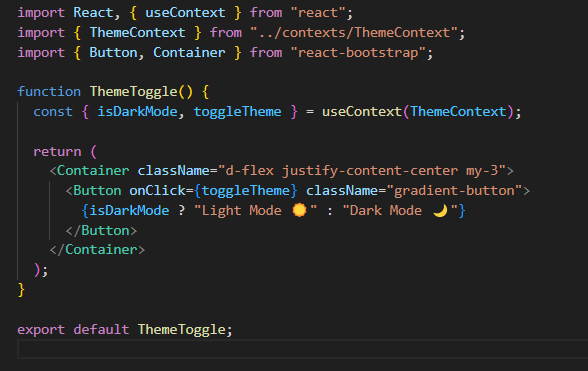 import React, { useContext } from "react";
import { ThemeContext } from "../contexts/ThemeContext";
import { Button, Container } from "react-bootstrap";

function ThemeToggle() {
  const { isDarkMode, toggleTheme } = useContext(ThemeContext);

  return (
    <Container className="d-flex justify-content-center my-3">
      <Button onClick={toggleTheme} className="gradient-button">
        {isDarkMode ? "Light Mode 🌞" : "Dark Mode 🌙"}
      </Button>
    </Container>
  );
}

export default ThemeToggle;